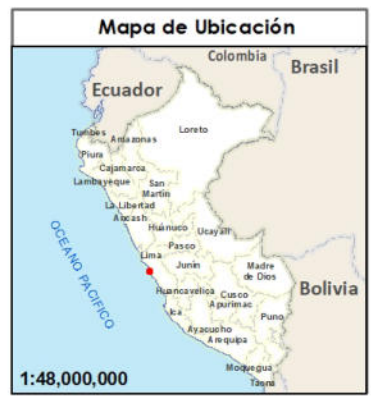 Mapa de Ubicación
Colombia
Brasil
Ecuador
Loreto
Tumbes
Amazonas
Piura
Cajamarca
Lambayeque
San
Martin
La Libertad
Ancash
Huánuco
Ucayali
Pasco
Lima
Junín
Madre
de Dios
OCEANO PACIFICO
Huancavelica
Cusco
Bolivia
Apurimac
Ica
Puno
Ayacucho
Arequipa
Moquegua
1:48,000,000
Tacna